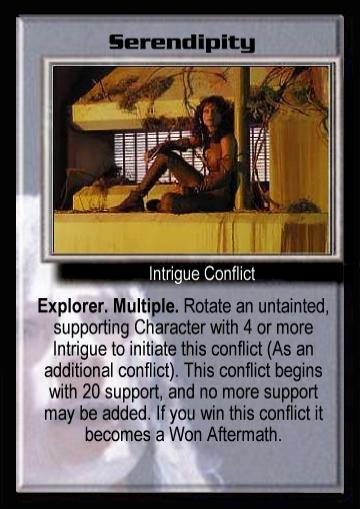 Serendipity
Intrigue Conflict
Explorer. Multiple. Rotate an untainted,
supporting Character with 4 or more
Intrigue to initiate this conflict (As an
additional conflict). This conflict begins
with 20 support, and no more support
may be added. If you win this conflict it
becomes a Won Aftermath.